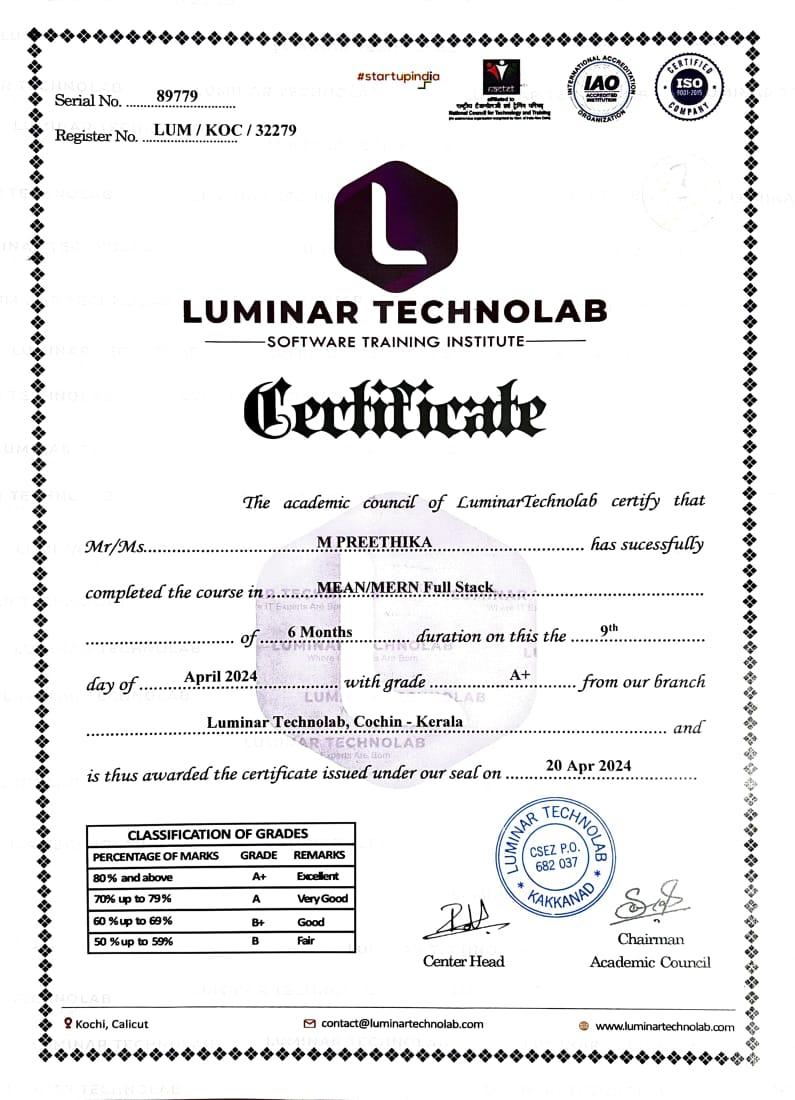 Serial No. 89779
Register No. LUM / KOC / 32279
#startupindia
nactet
affiliated to
राष्ट्रीय टेक्नोलॉजी एवं ट्रेनिंग परिषद
National Council for Technology and Training
INTERNATIONAL ACCREDITATION
IAO
ACCREDITED
INSTITUTION
ORGANIZATION
CERTIFIED
ISO
9001-2015
COMPANY
L
LUMINAR TECHNOLAB
SOFTWARE TRAINING INSTITUTE
Certificate
The academic council of LuminarTechnolab certify that
Mr/Ms. M PREETHIKA has sucessfully
completed the course in MEAN/MERN Full Stack
of 6 Months duration on this the 9th
day of April 2024 with grade A+ from our branch
Luminar Technolab, Cochin - Kerala and
is thus awarded the certificate issued under our seal on 20 Apr 2024
CLASSIFICATION OF GRADES
PERCENTAGE OF MARKS GRADE REMARKS
80% and above A+ Excellent
70% up to 79% A Very Good
60 % up to 69% B+ Good
50 % up to 59% B Fair
LUMINAR TECHNOLAB
CSEZ P.O.
682 037
* KAKKANAD *
Center Head
Chairman
Academic Council
Kochi, Calicut
contact@luminartechnolab.com
www.luminartechnolab.com